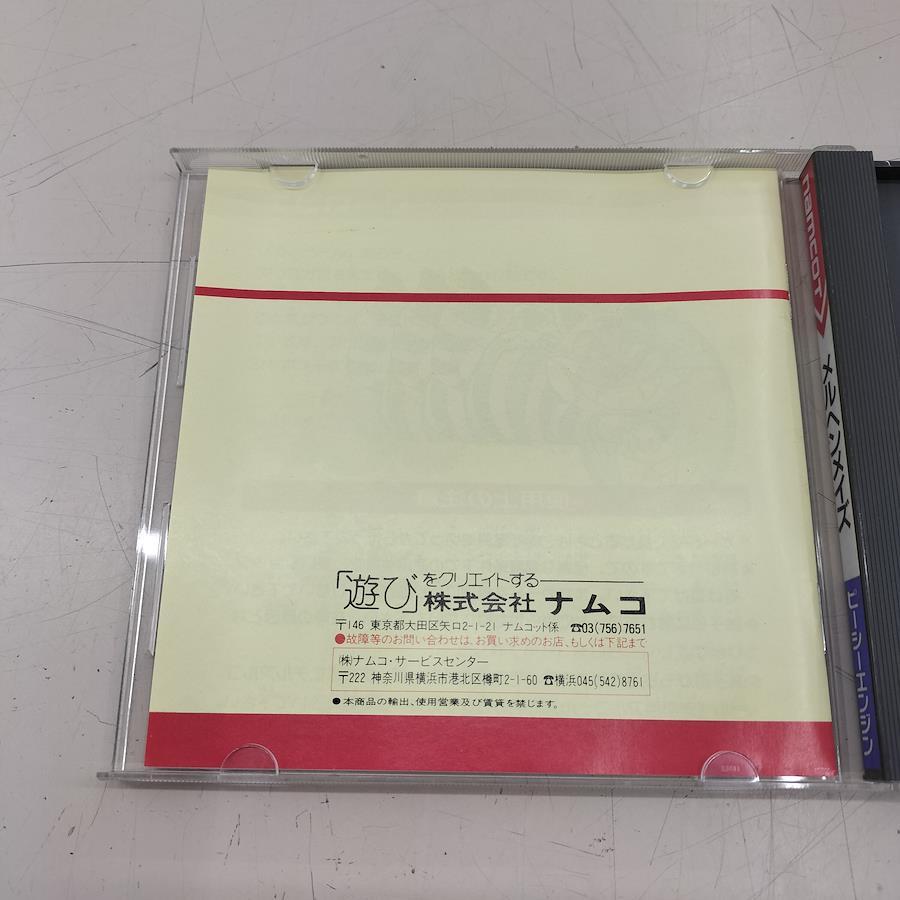 「遊び」をクリエイトする
株式会社 ナムコ
〒146 東京都大田区矢口2-1-21 ナムコット係 ☎03(756)7651
●故障等のお問い合わせは、お買い求めのお店、もしくは下記まで
㈱ナムコ・サービスセンター
〒222 神奈川県横浜市港北区樽町2-1-60 ☎横浜045(542)8761
●本商品の輸出、使用営業及び賃貸を禁じます。
namcot
メルヘンメイズ
ピーシーエンジン